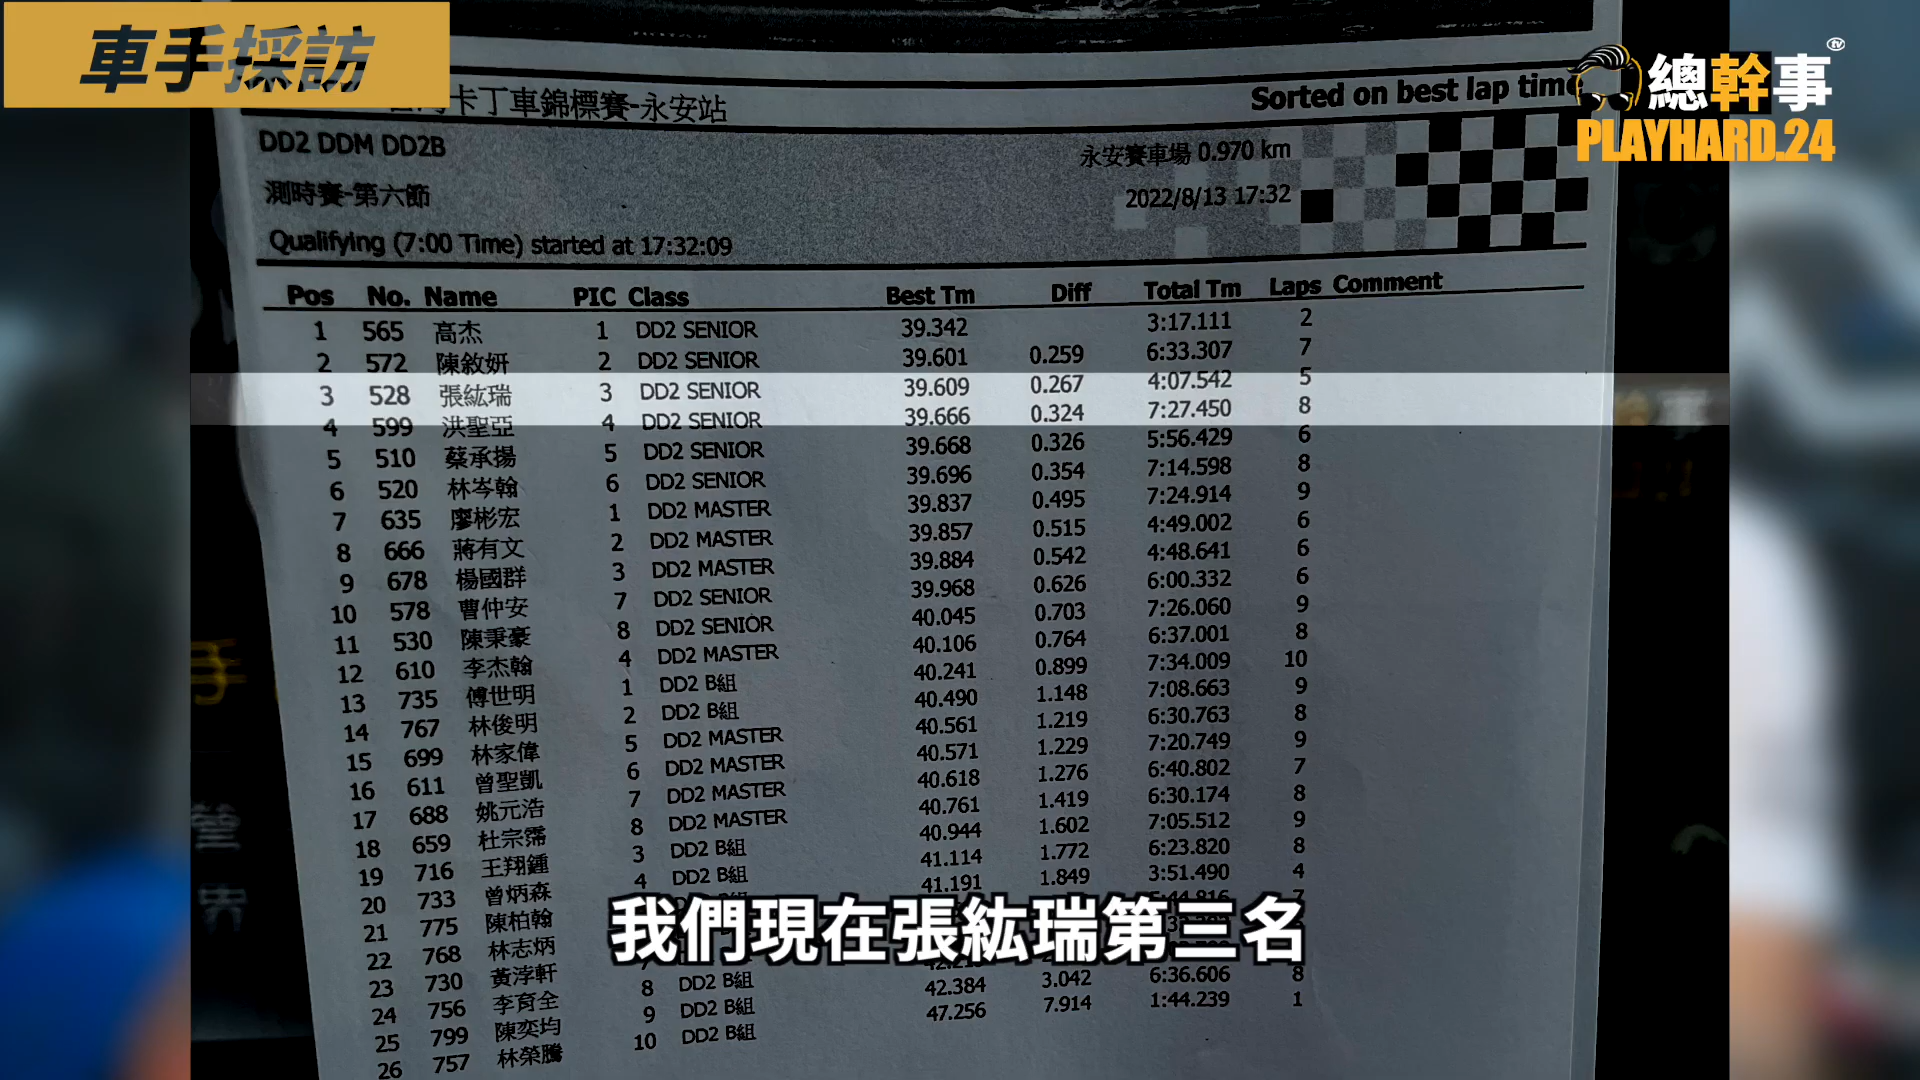 車手採訪
總幹事 tv
PLAYHARD.24
卡丁車錦標賽-永安站 Sorted on best lap time
DD2 DDM DD2B 永安賽車場 0.970 km
測時賽-第六節 2022/8/13 17:32
Qualifying (7:00 Time) started at 17:32:09
Pos No. Name PIC Class Best Tm Diff Total Tm Laps Comment
1 565 高杰 1 DD2 SENIOR 39.342 3:17.111 2
2 572 陳敘妍 2 DD2 SENIOR 39.601 0.259 6:33.307 7
3 528 張紘瑞 3 DD2 SENIOR 39.609 0.267 4:07.542 5
4 599 洪聖亞 4 DD2 SENIOR 39.666 0.324 7:27.450 8
5 510 蔡承揚 5 DD2 SENIOR 39.668 0.326 5:56.429 6
6 520 林岑翰 6 DD2 SENIOR 39.696 0.354 7:14.598 8
7 635 廖彬宏 1 DD2 MASTER 39.837 0.495 7:24.914 9
8 666 蔣有文 2 DD2 MASTER 39.857 0.515 4:49.002 6
9 678 楊國群 3 DD2 MASTER 39.884 0.542 4:48.641 6
10 578 曹仲安 7 DD2 SENIOR 39.968 0.626 6:00.332 6
11 530 陳秉豪 8 DD2 SENIOR 40.045 0.703 7:26.060 9
12 610 李杰翰 4 DD2 MASTER 40.106 0.764 6:37.001 8
13 735 傅世明 1 DD2 B組 40.241 0.899 7:34.009 10
14 767 林俊明 2 DD2 B組 40.490 1.148 7:08.663 9
15 699 林家偉 5 DD2 MASTER 40.561 1.219 6:30.763 8
16 611 曾聖凱 6 DD2 MASTER 40.571 1.229 7:20.749 9
17 688 姚元浩 7 DD2 MASTER 40.618 1.276 6:40.802 7
18 659 杜宗霈 8 DD2 MASTER 40.761 1.419 6:30.174 8
19 716 王翔鍾 3 DD2 B組 40.944 1.602 7:05.512 9
20 733 曾炳森 4 DD2 B組 41.114 1.772 6:23.820 8
21 775 陳柏翰 41.191 1.849 3:51.490 4
22 768 林志炳
23 730 黃浡軒
24 756 李育全 8 DD2 B組
25 799 陳奕均 9 DD2 B組 42.384 3.042 6:36.606 8
26 757 林榮騰 10 DD2 B組 47.256 7.914 1:44.239 1
我們現在張紘瑞第三名